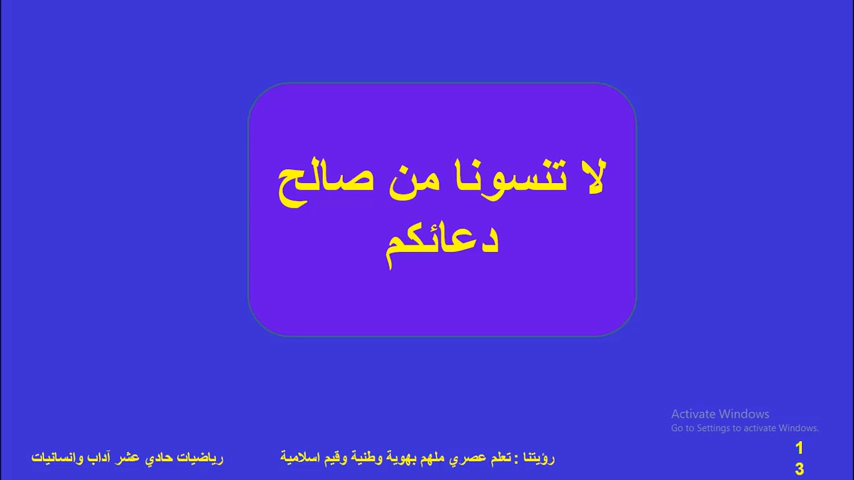 لا تنسونا من صالح
دعائكم
Activate Windows
Go to Settings to activate Windows.
رؤيتنا : تعلم عصري ملهم بهوية وطنية وقيم اسلامية
رياضيات حادي عشر آداب وانسانيات
1
3